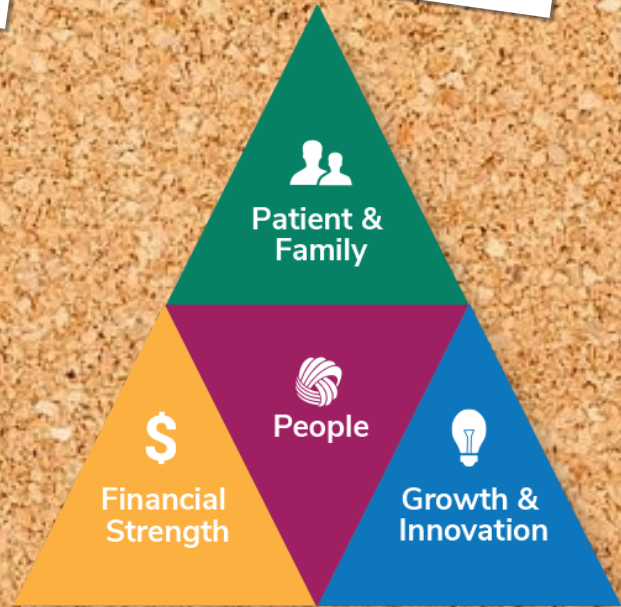 Patient &
Family
People
Financial
Strength
Growth &
Innovation